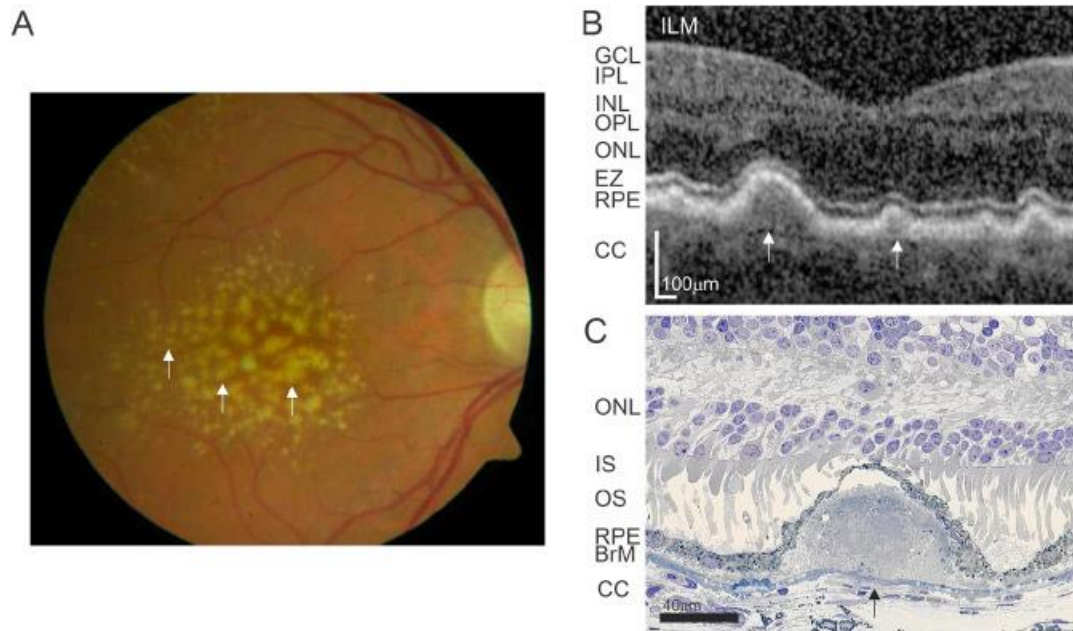 A
B
ILM
GCL
IPL
INL
OPL
ONL
EZ
RPE
CC
100μm
C
ONL
IS
OS
RPE
BrM
CC
40μm